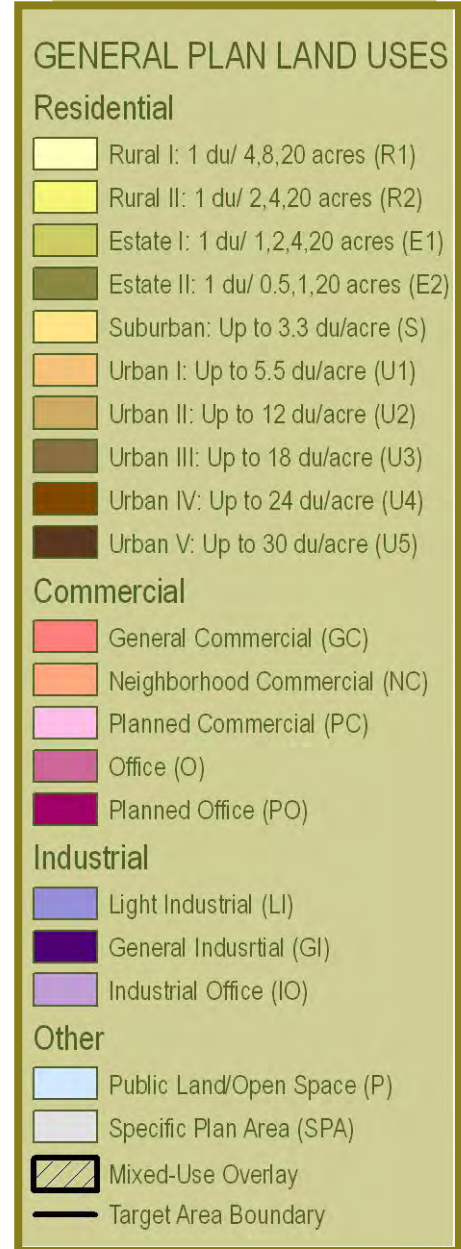 GENERAL PLAN LAND USES
Residential
Rural I: 1 du/ 4,8,20 acres (R1)
Rural II: 1 du/ 2,4,20 acres (R2)
Estate I: 1 du/ 1,2,4,20 acres (E1)
Estate II: 1 du/ 0.5,1,20 acres (E2)
Suburban: Up to 3.3 du/acre (S)
Urban I: Up to 5.5 du/acre (U1)
Urban II: Up to 12 du/acre (U2)
Urban III: Up to 18 du/acre (U3)
Urban IV: Up to 24 du/acre (U4)
Urban V: Up to 30 du/acre (U5)
Commercial
General Commercial (GC)
Neighborhood Commercial (NC)
Planned Commercial (PC)
Office (O)
Planned Office (PO)
Industrial
Light Industrial (LI)
General Indusrtial (GI)
Industrial Office (IO)
Other
Public Land/Open Space (P)
Specific Plan Area (SPA)
Mixed-Use Overlay
Target Area Boundary